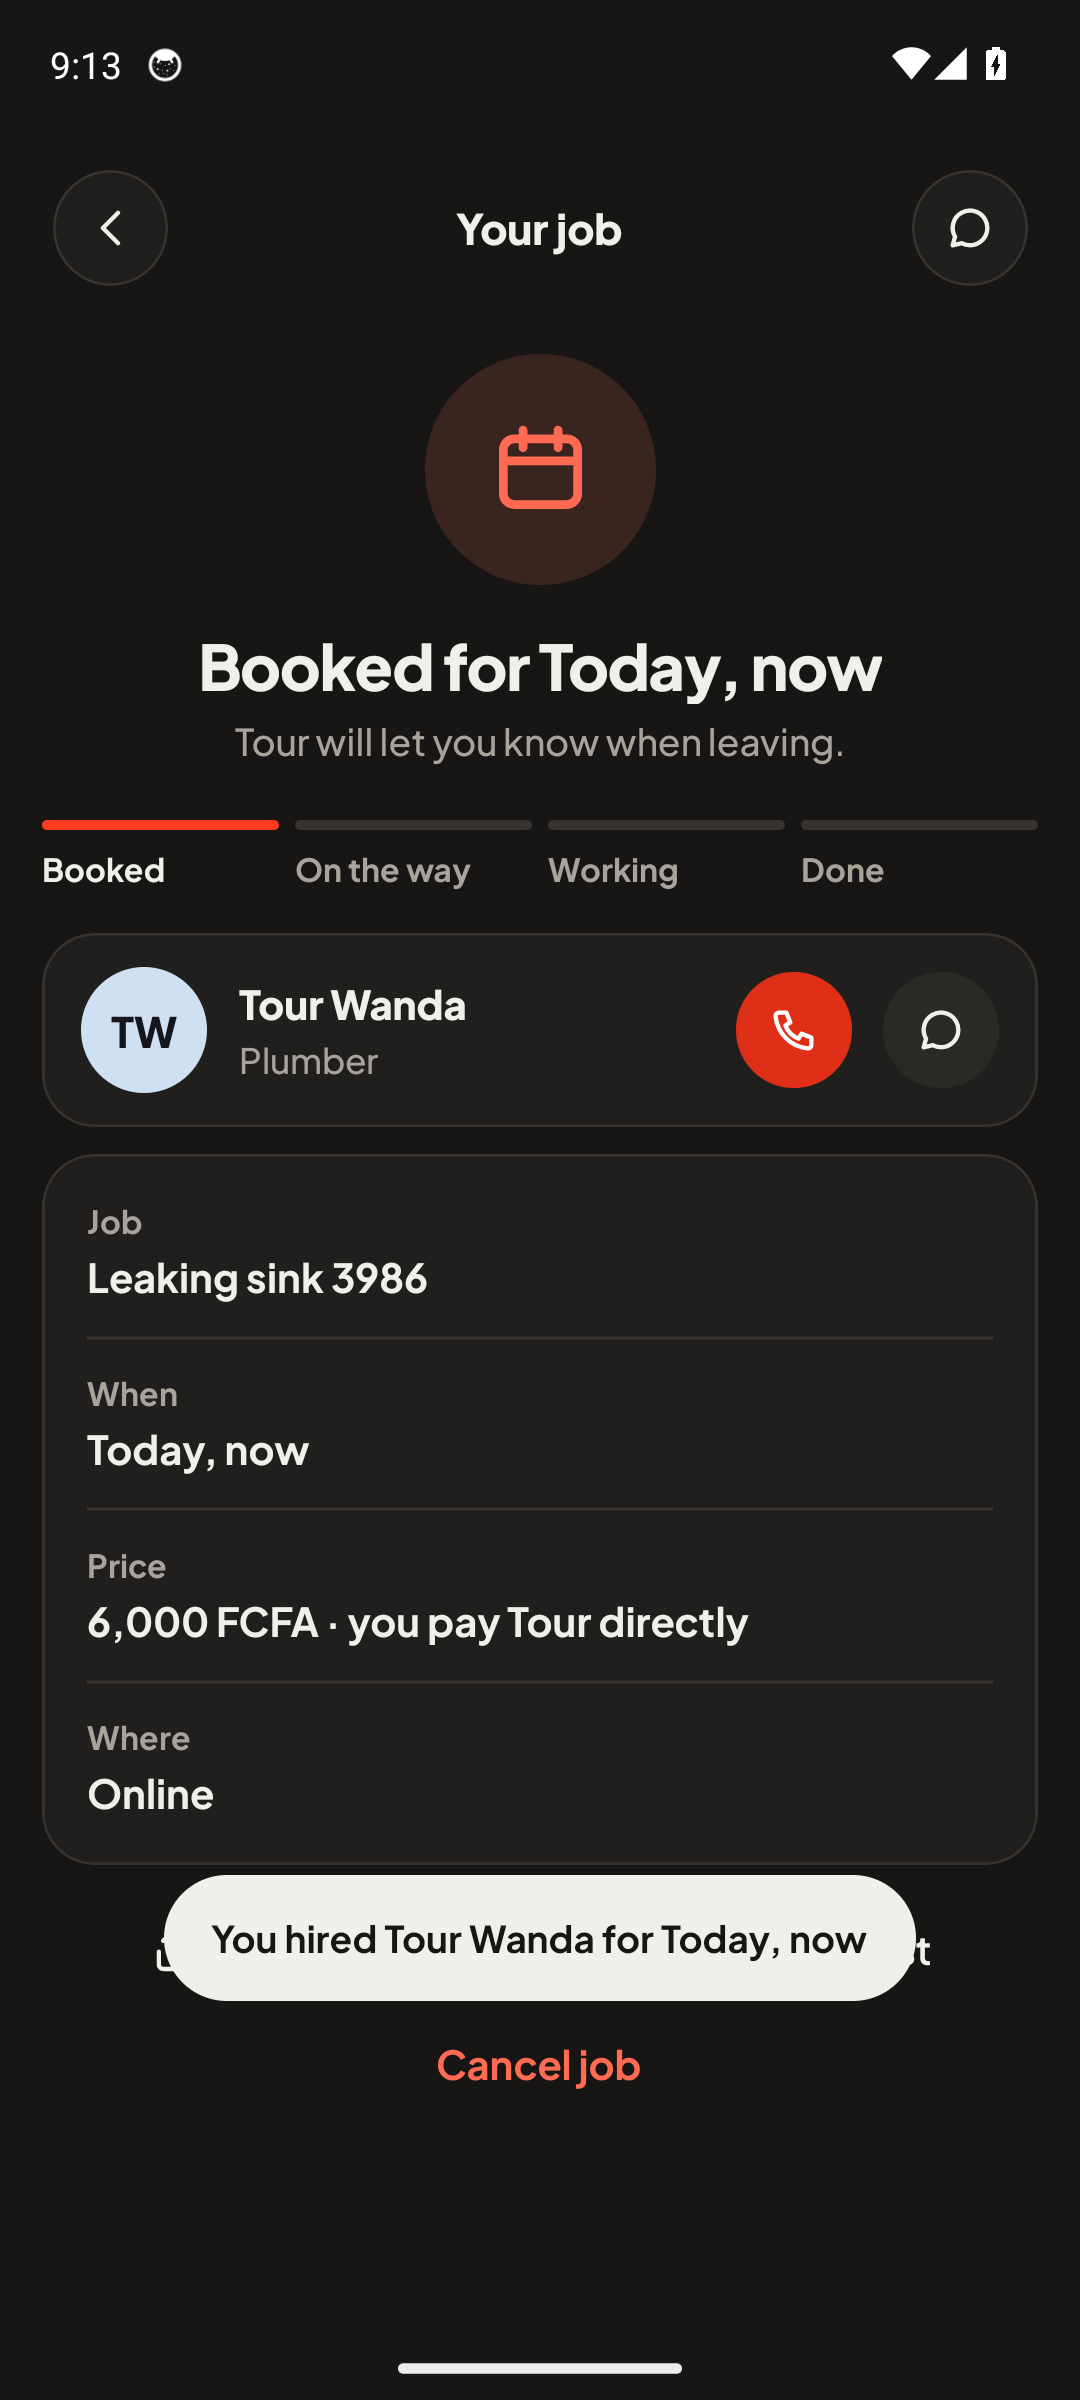 9:13
Your job
Booked for Today, now
Tour will let you know when leaving.
Booked
On the way
Working
Done
TW
Tour Wanda
Plumber
Job
Leaking sink 3986
When
Today, now
Price
6,000 FCFA · you pay Tour directly
Where
Online
You hired Tour Wanda for Today, now
Cancel job